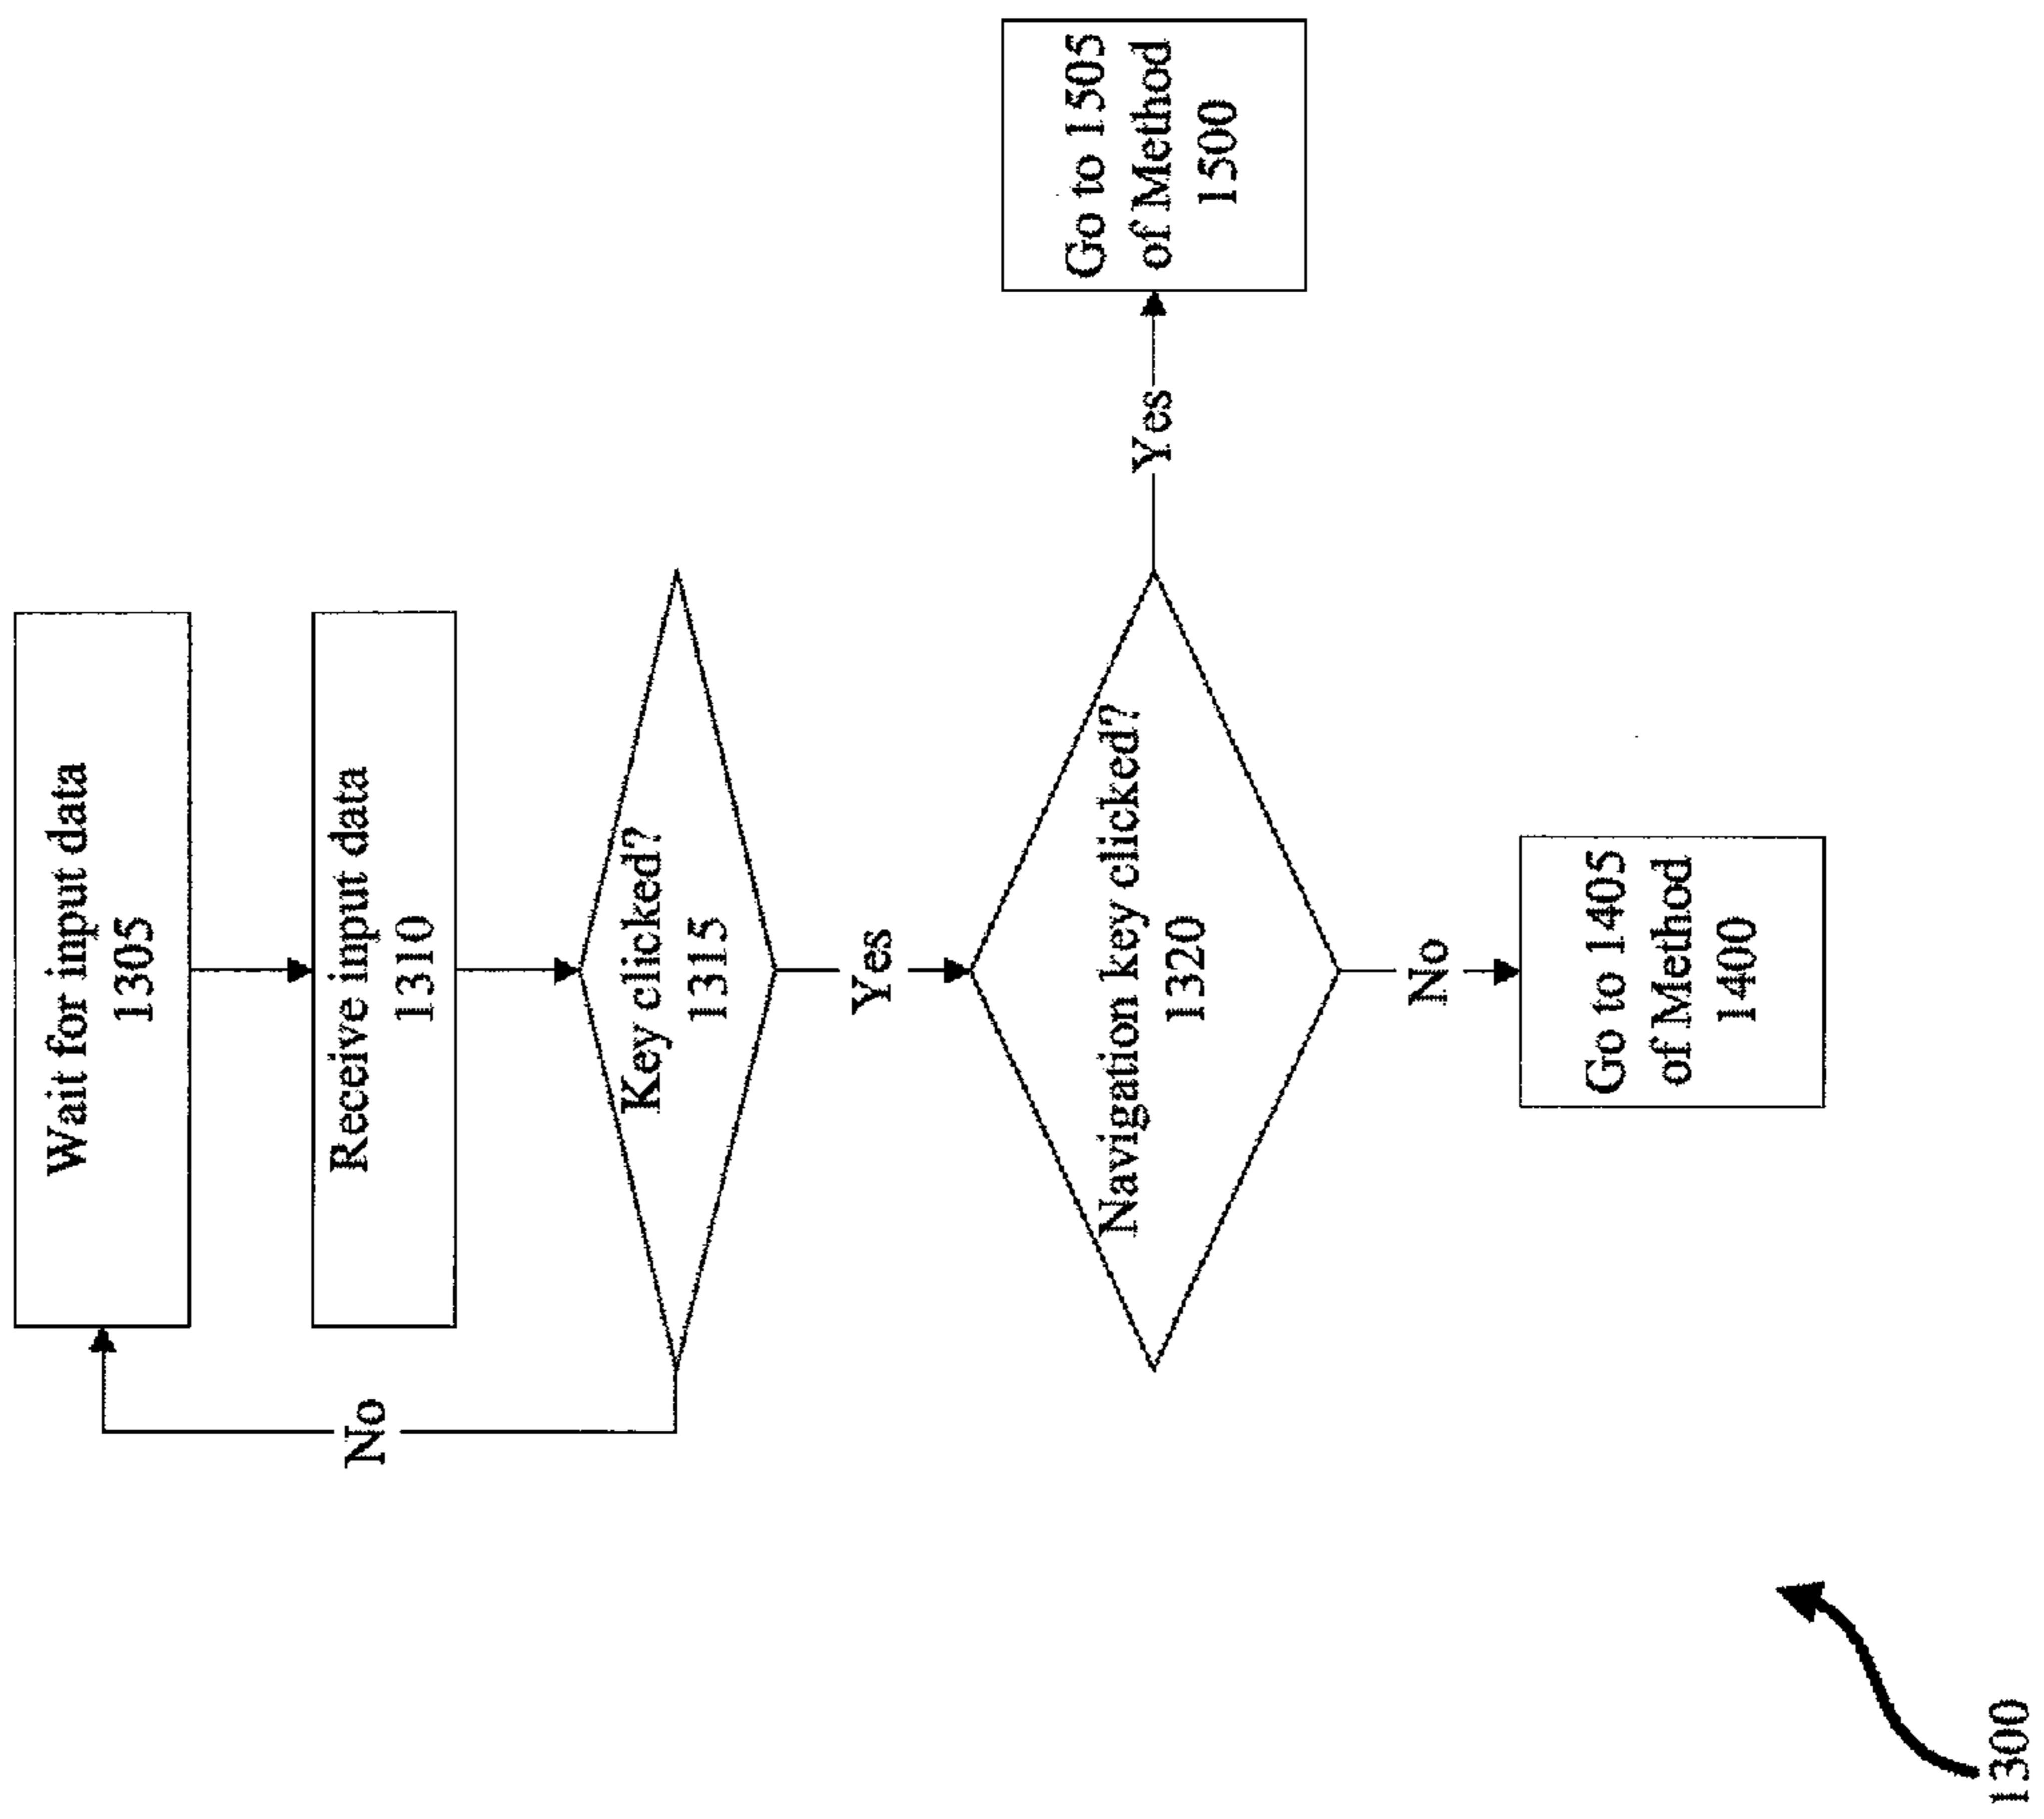 Wait for input data
1305
Receive input data
1310
Key clicked?
1315
No
Yes
Navigation key clicked?
1320
Yes
Go to 1505
of Method
1500
No
Go to 1405
of Method
1400
1300